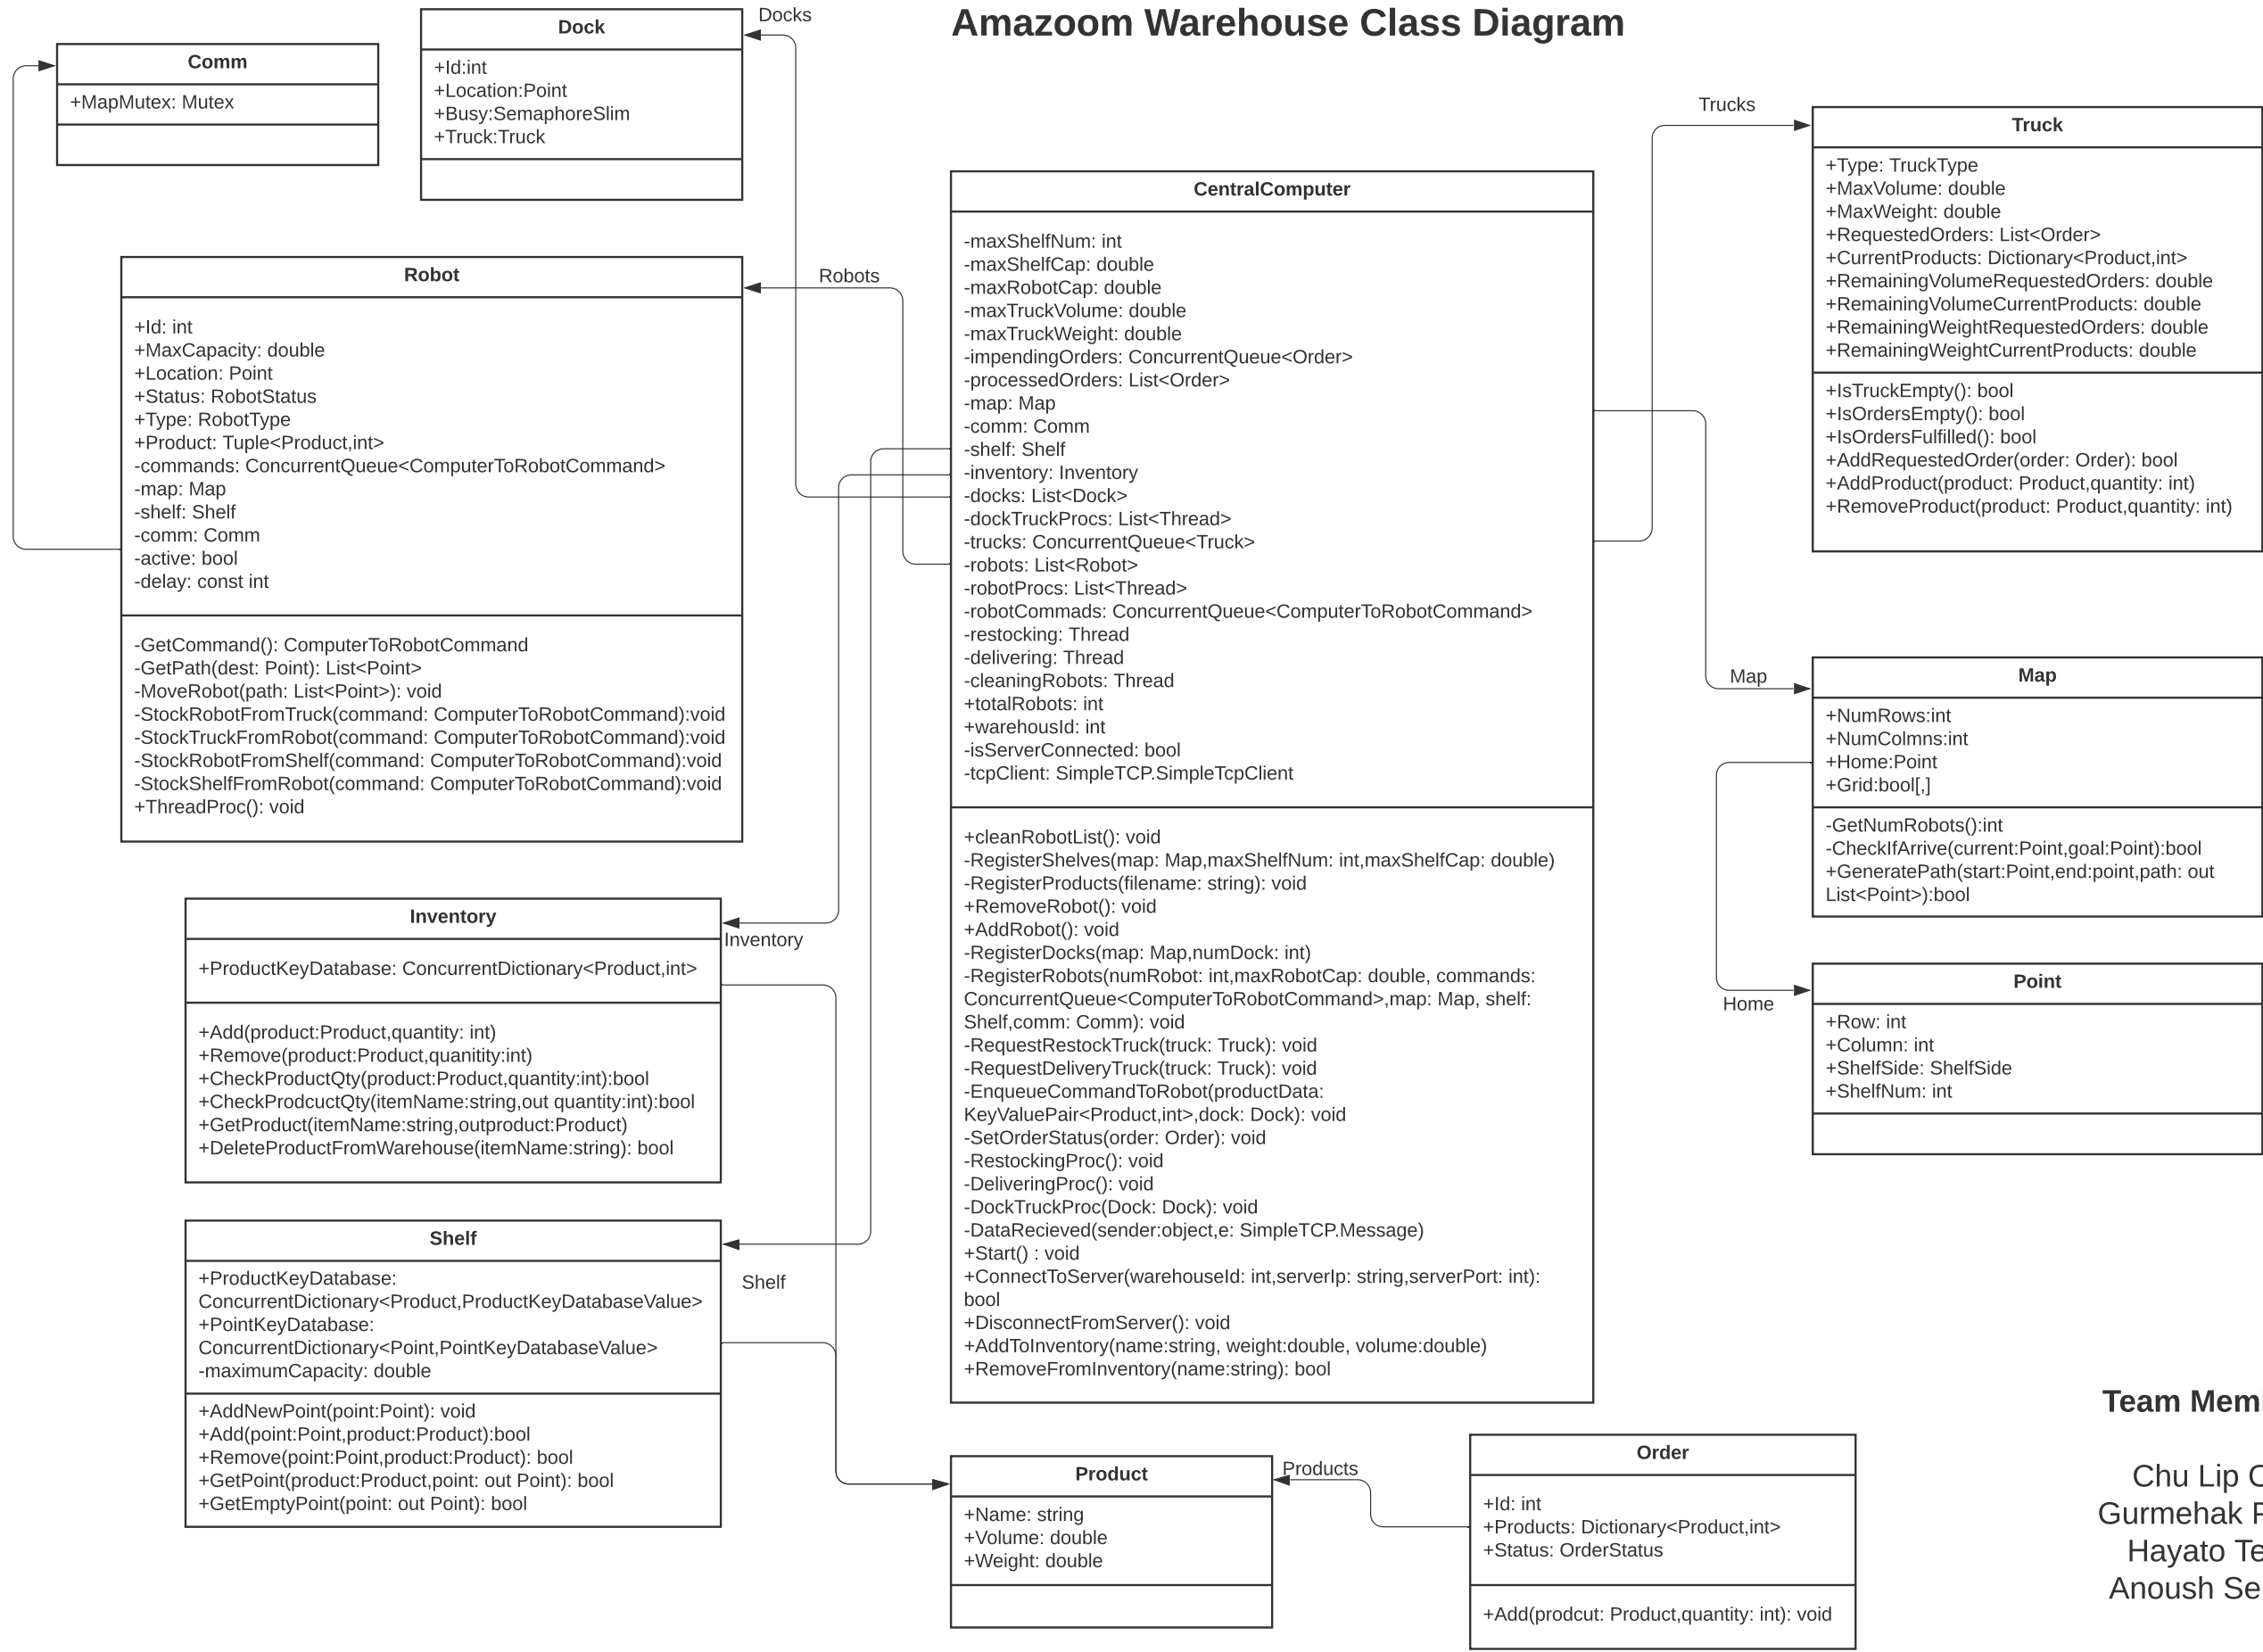 Amazoom Warehouse Class Diagram
Comm
+MapMutex: Mutex
Dock
+Id:int
+Location:Point
+Busy:SemaphoreSlim
+Truck:Truck
Docks
Robot
+Id: int
+MaxCapacity: double
+Location: Point
+Status: RobotStatus
+Type: RobotType
+Product: Tuple<Product,int>
-commands: ConcurrentQueue<ComputerToRobotCommand>
-map: Map
-shelf: Shelf
-comm: Comm
-active: bool
-delay: const int
-GetCommand(): ComputerToRobotCommand
-GetPath(dest: Point): List<Point>
-MoveRobot(path: List<Point>): void
-StockRobotFromTruck(command: ComputerToRobotCommand):void
-StockTruckFromRobot(command: ComputerToRobotCommand):void
-StockRobotFromShelf(command: ComputerToRobotCommand):void
-StockShelfFromRobot(command: ComputerToRobotCommand):void
+ThreadProc(): void
Robots
Inventory
+ProductKeyDatabase: ConcurrentDictionary<Product,int>
+Add(product:Product,quantity: int)
+Remove(product:Product,quanitity:int)
+CheckProductQty(product:Product,quantity:int):bool
+CheckProdcuctQty(itemName:string,out quantity:int):bool
+GetProduct(itemName:string,outproduct:Product)
+DeleteProductFromWarehouse(itemName:string): bool
Inventory
Shelf
+ProductKeyDatabase:
ConcurrentDictionary<Product,ProductKeyDatabaseValue>
+PointKeyDatabase:
ConcurrentDictionary<Point,PointKeyDatabaseValue>
-maximumCapacity: double
+AddNewPoint(point:Point): void
+Add(point:Point,product:Product):bool
+Remove(point:Point,product:Product): bool
+GetPoint(product:Product,point: out Point): bool
+GetEmptyPoint(point: out Point): bool
Shelf
CentralComputer
-maxShelfNum: int
-maxShelfCap: double
-maxRobotCap: double
-maxTruckVolume: double
-maxTruckWeight: double
-impendingOrders: ConcurrentQueue<Order>
-processedOrders: List<Order>
-map: Map
-comm: Comm
-shelf: Shelf
-inventory: Inventory
-docks: List<Dock>
-dockTruckProcs: List<Thread>
-trucks: ConcurrentQueue<Truck>
-robots: List<Robot>
-robotProcs: List<Thread>
-robotCommads: ConcurrentQueue<ComputerToRobotCommand>
-restocking: Thread
-delivering: Thread
-cleaningRobots: Thread
+totalRobots: int
+warehousId: int
-isServerConnected: bool
-tcpClient: SimpleTCP.SimpleTcpClient
+cleanRobotList(): void
-RegisterShelves(map: Map,maxShelfNum: int,maxShelfCap: double)
-RegisterProducts(filename: string): void
+RemoveRobot(): void
+AddRobot(): void
-RegisterDocks(map: Map,numDock: int)
-RegisterRobots(numRobot: int,maxRobotCap: double, commands:
ConcurrentQueue<ComputerToRobotCommand>,map: Map, shelf:
Shelf,comm: Comm): void
-RequestRestockTruck(truck: Truck): void
-RequestDeliveryTruck(truck: Truck): void
-EnqueueCommandToRobot(productData:
KeyValuePair<Product,int>,dock: Dock): void
-SetOrderStatus(order: Order): void
-RestockingProc(): void
-DeliveringProc(): void
-DockTruckProc(Dock: Dock): void
-DataRecieved(sender:object,e: SimpleTCP.Message)
+Start() : void
+ConnectToServer(warehouseId: int,serverIp: string,serverPort: int):
bool
+DisconnectFromServer(): void
+AddToInventory(name:string, weight:double, volume:double)
+RemoveFromInventory(name:string): bool
Trucks
Truck
+Type: TruckType
+MaxVolume: double
+MaxWeight: double
+RequestedOrders: List<Order>
+CurrentProducts: Dictionary<Product,int>
+RemainingVolumeRequestedOrders: double
+RemainingVolumeCurrentProducts: double
+RemainingWeightRequestedOrders: double
+RemainingWeightCurrentProducts: double
+IsTruckEmpty(): bool
+IsOrdersEmpty(): bool
+IsOrdersFulfilled(): bool
+AddRequestedOrder(order: Order): bool
+AddProduct(product: Product,quantity: int)
+RemoveProduct(product: Product,quantity: int)
Map
Map
+NumRows:int
+NumColmns:int
+Home:Point
+Grid:bool[,]
-GetNumRobots():int
-CheckIfArrive(current:Point,goal:Point):bool
+GeneratePath(start:Point,end:point,path: out
List<Point>):bool
Home
Point
+Row: int
+Column: int
+ShelfSide: ShelfSide
+ShelfNum: int
Product
+Name: string
+Volume: double
+Weight: double
Products
Order
+Id: int
+Products: Dictionary<Product,int>
+Status: OrderStatus
+Add(prodcut: Product,quantity: int): void
Team
Chu Lip
Gurmehak
Hayato
Anoush